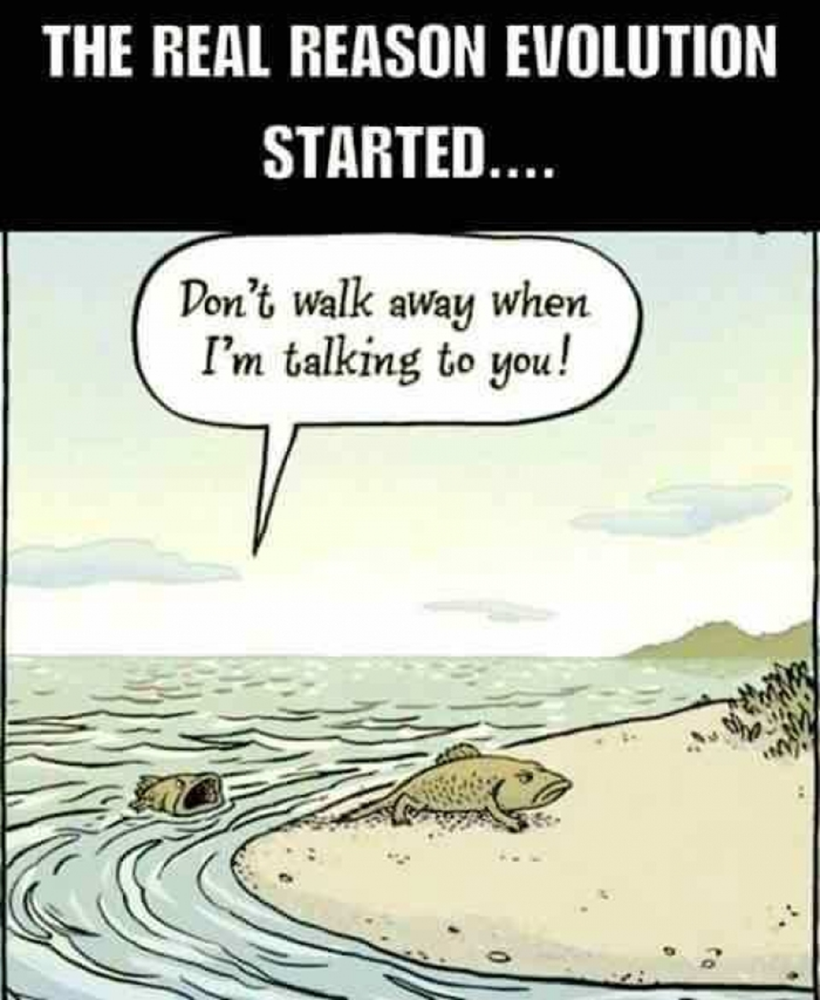 THE REAL REASON EVOLUTION
STARTED....
Don't walk away when
I'm talking to you!